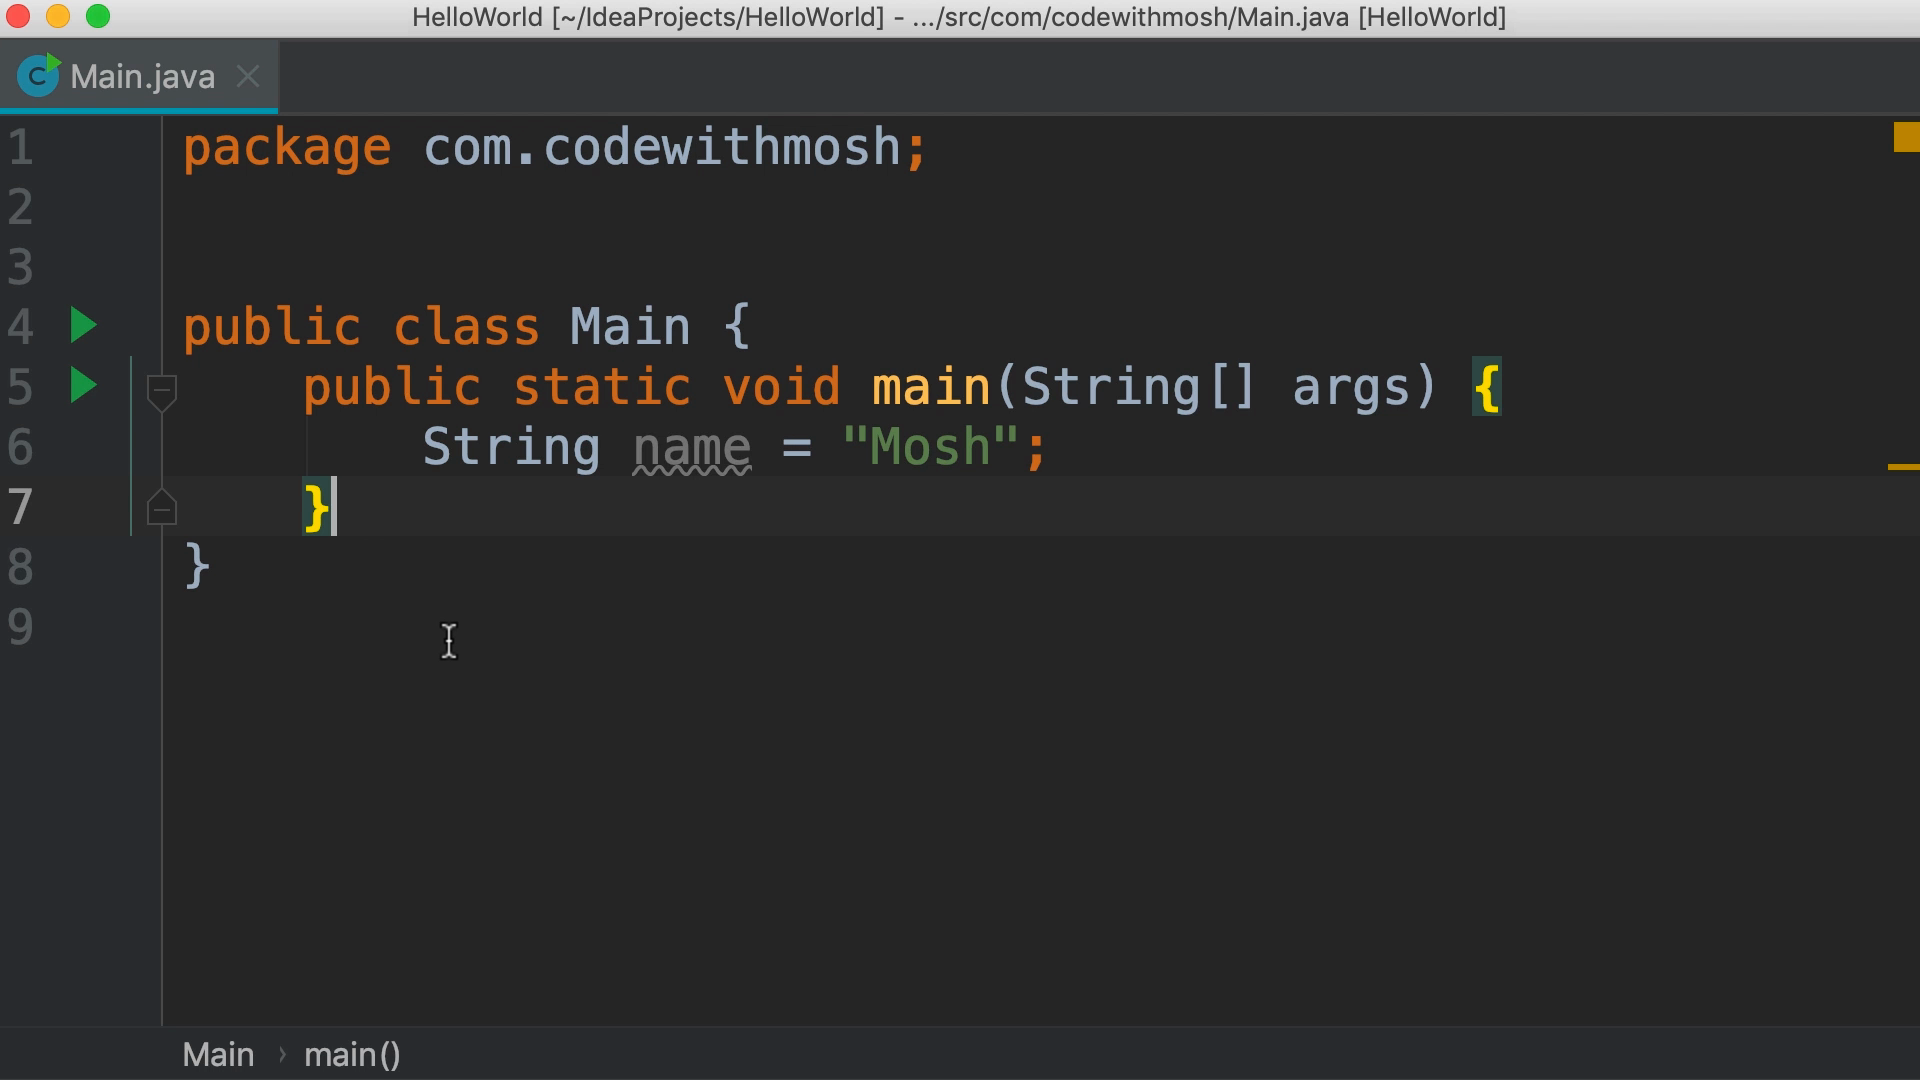 HelloWorld [~/IdeaProjects/HelloWorld] - .../src/com/codewithmosh/Main.java [HelloWorld]
C Main.java
1 package com.codewithmosh;
2
3
4 public class Main {
5 public static void main(String[] args) {
6 String name = "Mosh";
7 }
8 }
9
Main › main()